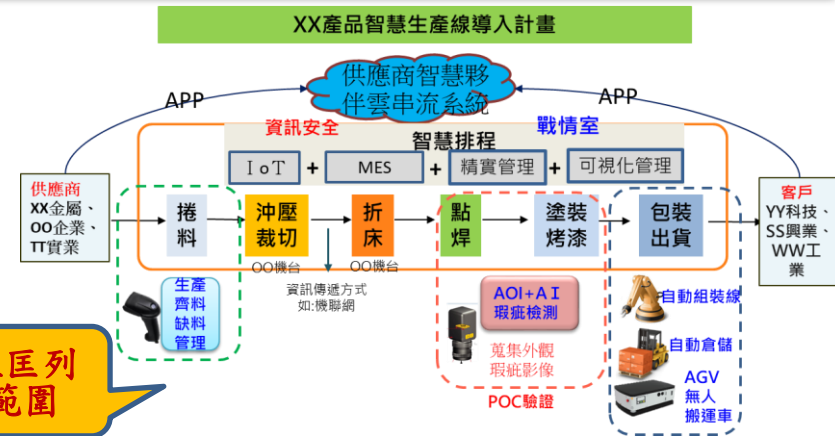 XX產品智慧生產線導入計畫
供應商智慧夥
伴雲串流系統
APP
APP
資訊安全
智慧排程
戰情室
IoT + MES + 精實管理 + 可視化管理
供應商
XX金屬、
OO企業、
TT實業
捲
料
沖壓
裁切
折
床
點
焊
塗裝
烤漆
包裝
出貨
客戶
YY科技、
SS興業、
WW工
業
OO機台
OO機台
資訊傳遞方式
如:機聯網
生產
齊料
缺料
管理
AOI+AI
瑕疵檢測
蒐集外觀
瑕疵影像
POC驗證
自動組裝線
自動倉儲
AGV
無人
搬運車
匡列
範圍